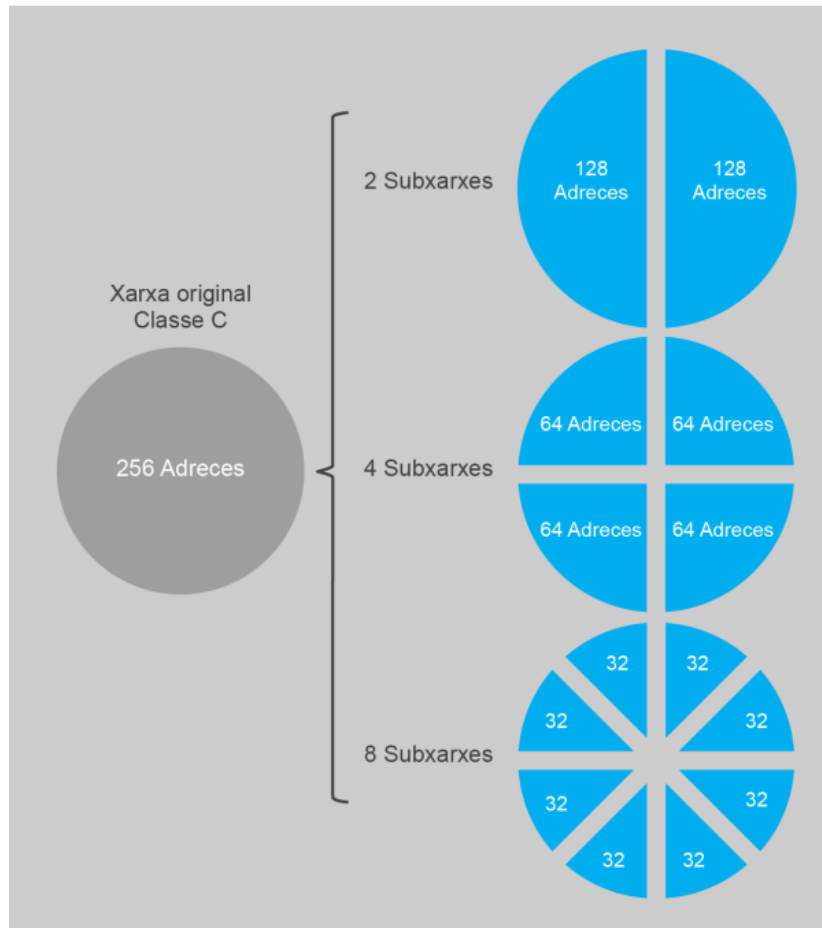 2 Subxarxes
128
Adreces
128
Adreces
Xarxa original
Classe C
256 Adreces
4 Subxarxes
64 Adreces
64 Adreces
64 Adreces
64 Adreces
8 Subxarxes
32
32
32
32
32
32
32
32